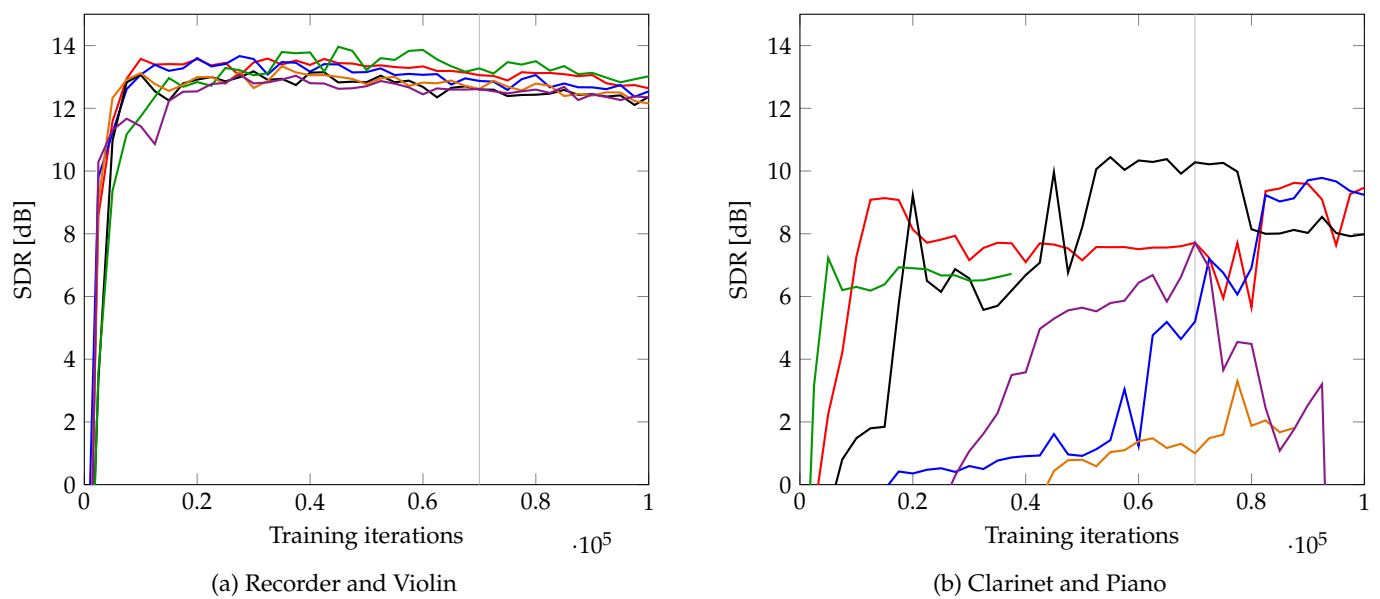 14
12
10
8
6
4
2
0
SDR [dB]
0 0.2 0.4 0.6 0.8 1
Training iterations
·10⁵
(a) Recorder and Violin
14
12
10
8
6
4
2
0
SDR [dB]
0 0.2 0.4 0.6 0.8 1
Training iterations
·10⁵
(b) Clarinet and Piano